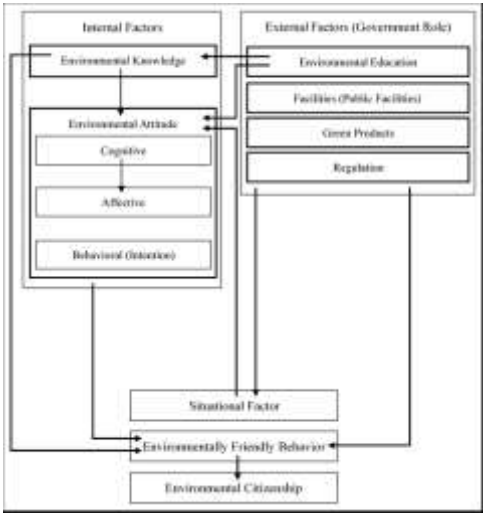 Internal Factors
Environmental Knowledge
Environmental Attitude
Cognitive
Affective
Behavioral (Intention)
External Factors (Government Role)
Environmental Education
Facilities (Public Facilities)
Green Products
Regulation
Situational Factor
Environmentally Friendly Behavior
Environmental Citizenship